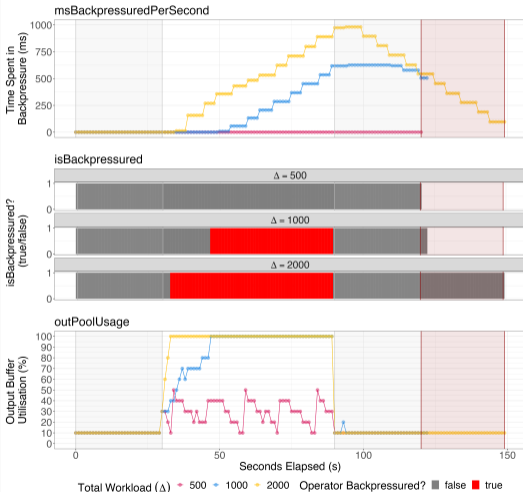 msBackpressuredPerSecond
Time Spent in
Backpressure (ms)
1000
750
500
250
0
isBackpressured
isBackpressured?
(true/false)
Δ = 500
1
0
Δ = 1000
1
0
Δ = 2000
1
0
outPoolUsage
Output Buffer
Utilisation (%)
100
90
80
70
60
50
40
30
20
10
0
0 50 100 150
Seconds Elapsed (s)
Total Workload (Δ) 500 1000 2000 Operator Backpressured? false true